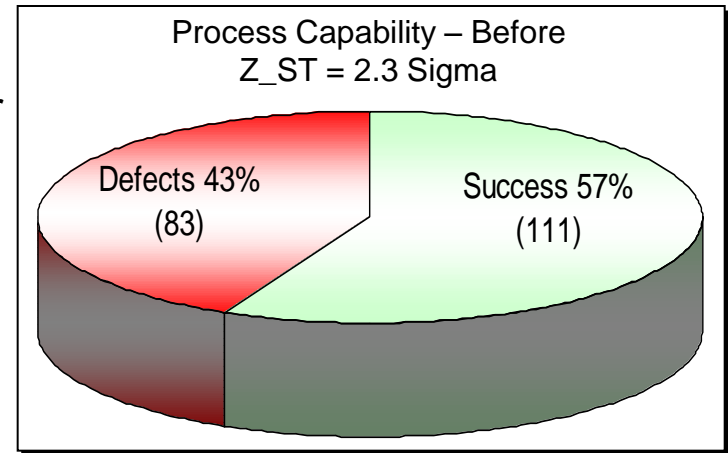 Process Capability – Before
Z_ST = 2.3 Sigma
Defects 43%
(83)
Success 57%
(111)